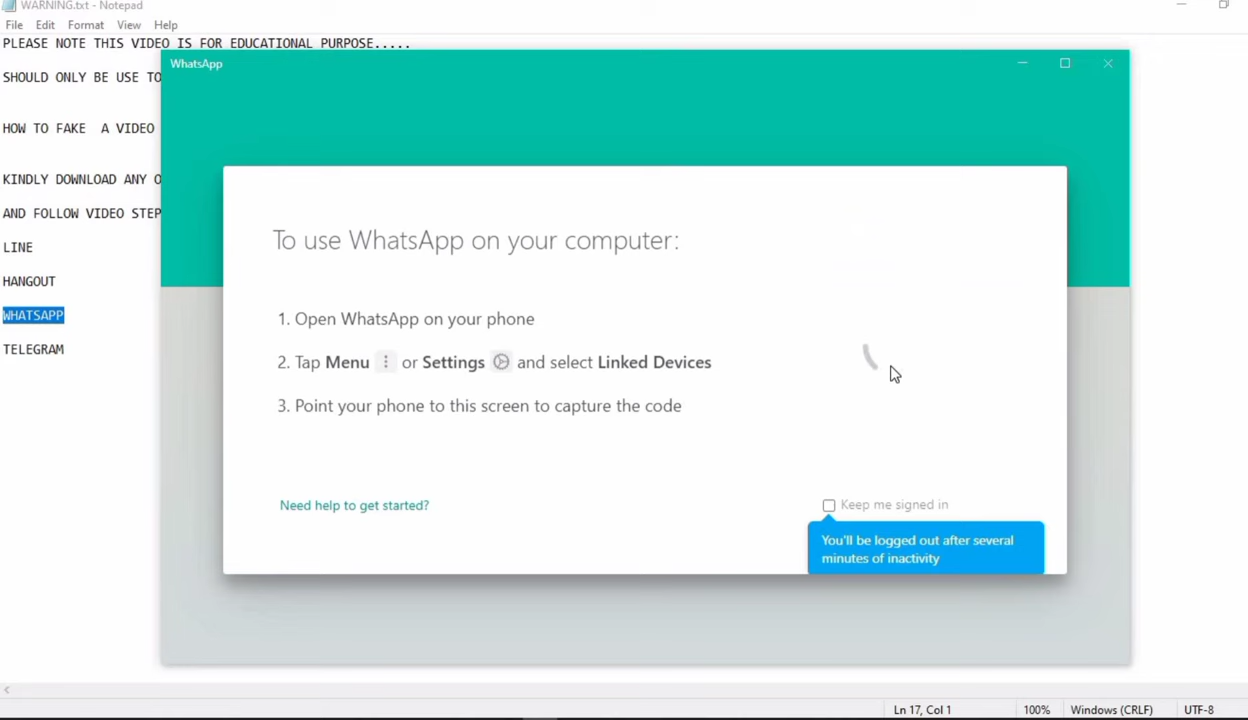 WARNING.txt - Notepad
File Edit Format View Help
PLEASE NOTE THIS VIDEO IS FOR EDUCATIONAL PURPOSE.....
SHOULD ONLY BE USE TO
HOW TO FAKE A VIDEO
KINDLY DOWNLOAD ANY O
AND FOLLOW VIDEO STEP
LINE
HANGOUT
WHATSAPP
TELEGRAM
WhatsApp
To use WhatsApp on your computer:
1. Open WhatsApp on your phone
2. Tap Menu or Settings and select Linked Devices
3. Point your phone to this screen to capture the code
Need help to get started?
Keep me signed in
You'll be logged out after several
minutes of inactivity
Ln 17, Col 1 100% Windows (CRLF) UTF-8